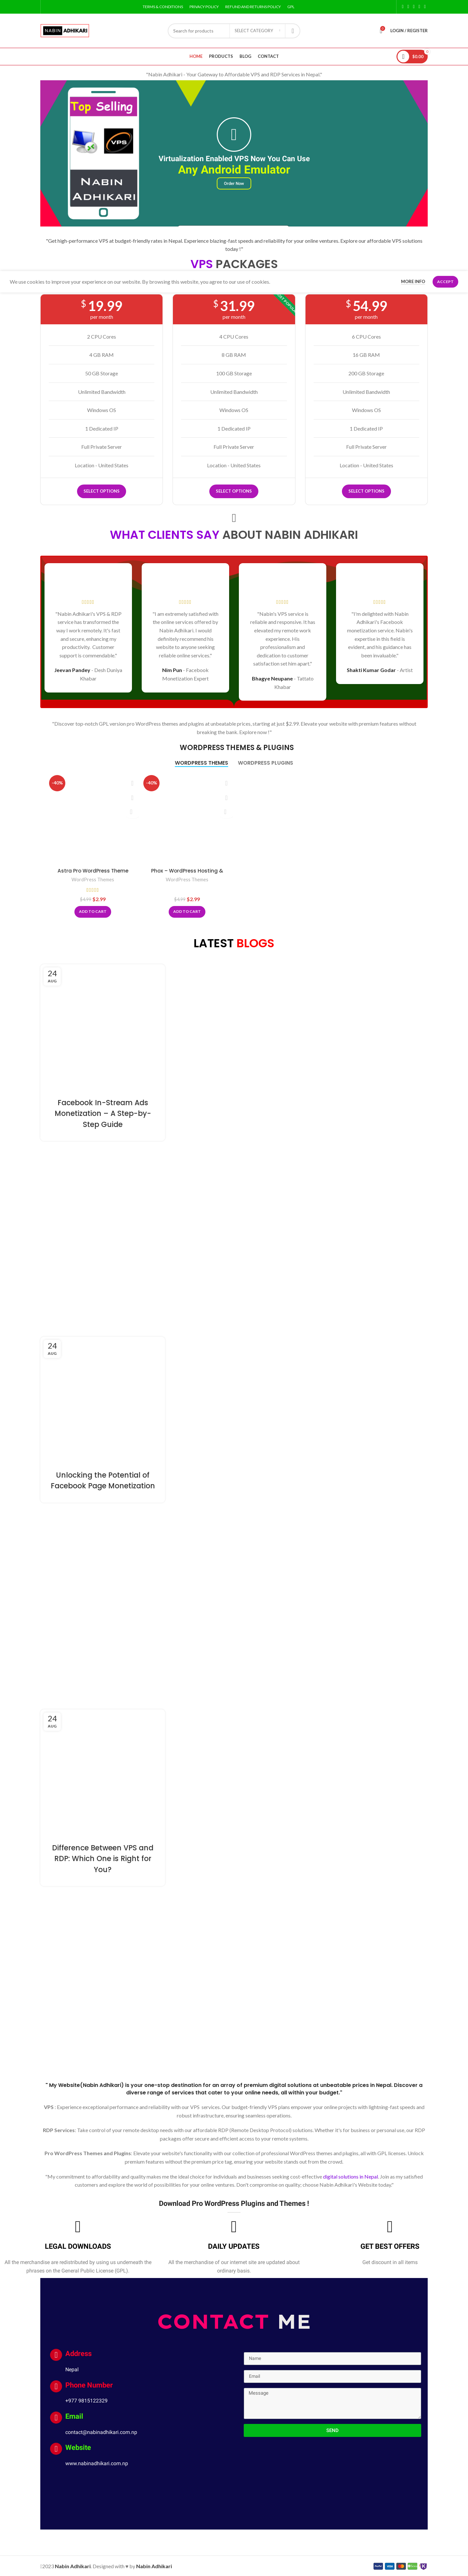 TERMS & CONDITIONS PRIVACY POLICY REFUND AND RETURNS POLICY GPL
NABIN ADHIKARI
Search for products SELECT CATEGORY
LOGIN / REGISTER
HOME PRODUCTS BLOG CONTACT
$0.00
"Nabin Adhikari - Your Gateway to Affordable VPS and RDP Services in Nepal."
Top Selling
VPS
NABIN
ADHIKARI
Virtualization Enabled VPS Now You Can Use
Any Android Emulator
Order Now
"Get high-performance VPS at budget-friendly rates in Nepal. Experience blazing-fast speeds and reliability for your online ventures. Explore our affordable VPS solutions
today !"
VPS PACKAGES
We use cookies to improve your experience on our website. By browsing this website, you agree to our use of cookies.
MORE INFO
ACCEPT
$ 19.99
per month
2 CPU Cores
4 GB RAM
50 GB Storage
Unlimited Bandwidth
Windows OS
1 Dedicated IP
Full Private Server
Location - United States
SELECT OPTIONS
$ 31.99
per month
4 CPU Cores
8 GB RAM
100 GB Storage
Unlimited Bandwidth
Windows OS
1 Dedicated IP
Full Private Server
Location - United States
SELECT OPTIONS
$ 54.99
per month
6 CPU Cores
16 GB RAM
200 GB Storage
Unlimited Bandwidth
Windows OS
1 Dedicated IP
Full Private Server
Location - United States
SELECT OPTIONS
WHAT CLIENTS SAY ABOUT NABIN ADHIKARI
"Nabin Adhikari's VPS & RDP
service has transformed the
way I work remotely. It's fast
and secure, enhancing my
productivity. Customer
support is commendable."
Jeevan Pandey - Desh Duniya
Khabar
"I am extremely satisfied with
the online services offered by
Nabin Adhikari. I would
definitely recommend his
website to anyone seeking
reliable online services."
Nim Pun - Facebook
Monetization Expert
"Nabin's VPS service is
reliable and responsive. It has
elevated my remote work
experience. His
professionalism and
dedication to customer
satisfaction set him apart."
Bhagye Neupane - Tattato
Khabar
"I'm delighted with Nabin
Adhikari's Facebook
monetization service. Nabin's
expertise in this field is
evident, and his guidance has
been invaluable."
Shakti Kumar Godar - Artist
"Discover top-notch GPL version pro WordPress themes and plugins at unbeatable prices, starting at just $2.99. Elevate your website with premium features without
breaking the bank. Explore now !"
WORDPRESS THEMES & PLUGINS
WORDPRESS THEMES WORDPRESS PLUGINS
-40%
Astra Pro WordPress Theme
WordPress Themes
$4.99 $2.99
ADD TO CART
-40%
Phox – WordPress Hosting &
WordPress Themes
$4.99 $2.99
ADD TO CART
LATEST BLOGS
24
AUG
Facebook In-Stream Ads
Monetization – A Step-by-
Step Guide
24
AUG
Unlocking the Potential of
Facebook Page Monetization
24
AUG
Difference Between VPS and
RDP: Which One is Right for
You?
" My Website(Nabin Adhikari) is your one-stop destination for an array of premium digital solutions at unbeatable prices in Nepal. Discover a
diverse range of services that cater to your online needs, all within your budget."
VPS : Experience exceptional performance and reliability with our VPS services. Our budget-friendly VPS plans empower your online projects with lightning-fast speeds and
robust infrastructure, ensuring seamless operations.
RDP Services: Take control of your remote desktop needs with our affordable RDP (Remote Desktop Protocol) solutions. Whether it's for business or personal use, our RDP
packages offer secure and efficient access to your remote systems.
Pro WordPress Themes and Plugins: Elevate your website's functionality with our collection of professional WordPress themes and plugins, all with GPL licenses. Unlock
premium features without the premium price tag, ensuring your website stands out from the crowd.
"My commitment to affordability and quality makes me the ideal choice for individuals and businesses seeking cost-effective digital solutions in Nepal. Join as my satisfied
customers and explore the world of possibilities for your online ventures. Don't compromise on quality; choose Nabin Adhikari's Website today,"
Download Pro WordPress Plugins and Themes !
LEGAL DOWNLOADS
All the merchandise are redistributed by using us underneath the
phrases on the General Public License (GPL).
DAILY UPDATES
All the merchandise of our internet site are updated about
ordinary basis.
GET BEST OFFERS
Get discount in all items
CONTACT ME
Address
Nepal
Phone Number
+977 9815122329
Email
contact@nabinadhikari.com.np
Website
www.nabinadhikari.com.np
Name
Email
Message
SEND
2023 Nabin Adhikari. Designed with ♥ by Nabin Adhikari